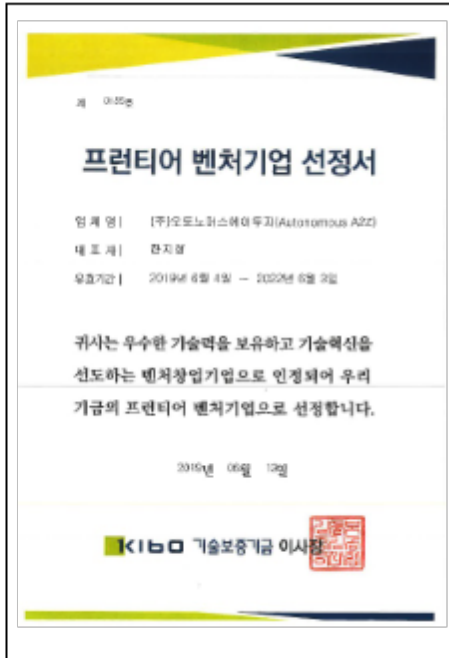 제 0155호
프런티어 벤처기업 선정서
업 체 명 | (주)오토노머스에이투지(Autonomous A2Z)
대 표 자 | 한지형
유효기간 | 2019년 6월 4일 - 2022년 6월 3일
귀사는 우수한 기술력을 보유하고 기술혁신을
선도하는 벤처창업기업으로 인정되어 우리
기금의 프런티어 벤처기업으로 선정합니다.
2019년 06월 13일
KIBO 기술보증기금 이사장